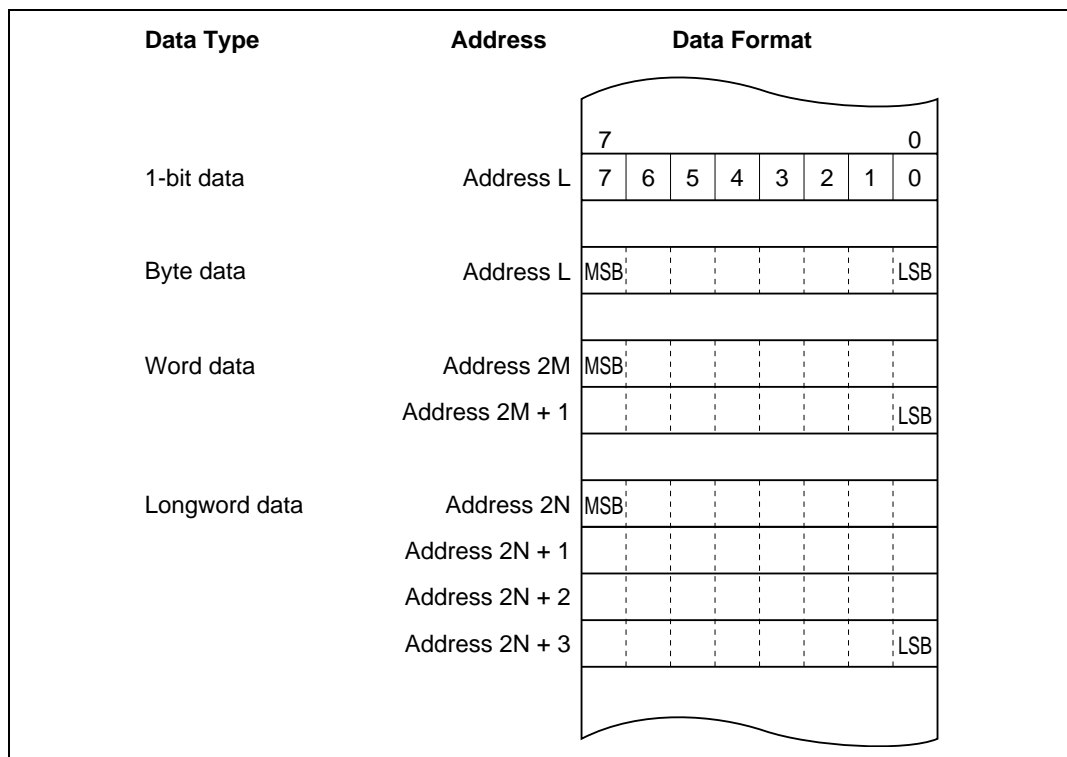 Data Type Address Data Format
7 0
1-bit data Address L 7 6 5 4 3 2 1 0
Byte data Address L MSB LSB
Word data Address 2M MSB
Address 2M + 1 LSB
Longword data Address 2N MSB
Address 2N + 1
Address 2N + 2
Address 2N + 3 LSB